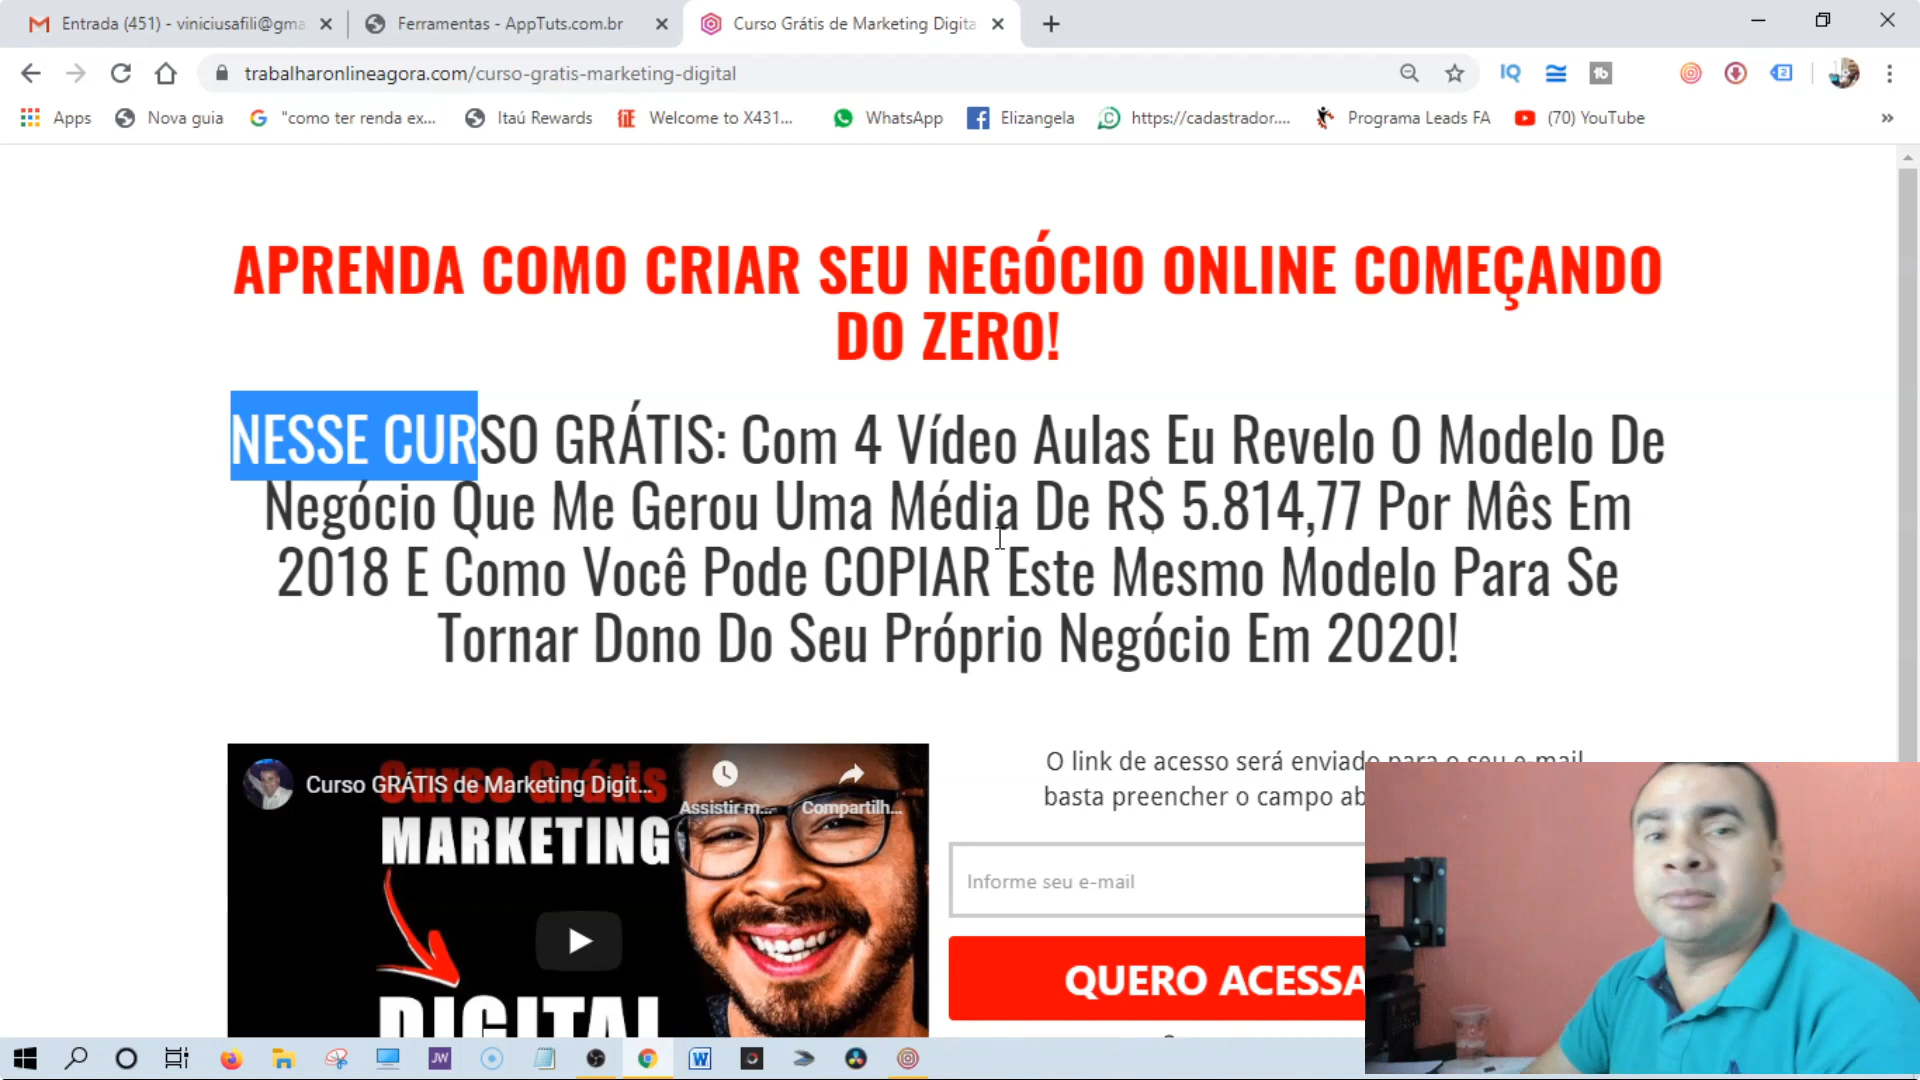 Entrada (451) - viniciusafili@gma
Ferramentas - AppTuts.com.br
Curso Grátis de Marketing Digita
trabalharonlineagora.com/curso-gratis-marketing-digital
IQ
tb
2
Apps
Nova guia
"como ter renda ex...
Itaú Rewards
Welcome to X431...
WhatsApp
Elizangela
https://cadastrador....
Programa Leads FA
(70) YouTube
»
APRENDA COMO CRIAR SEU NEGÓCIO ONLINE COMEÇANDO
DO ZERO!
NESSE CURSO GRÁTIS: Com 4 Vídeo Aulas Eu Revelo O Modelo De
Negócio Que Me Gerou Uma Média De R$ 5.814,77 Por Mês Em
2018 E Como Você Pode COPIAR Este Mesmo Modelo Para Se
Tornar Dono Do Seu Próprio Negócio Em 2020!
Curso GRÁTIS de Marketing Digit...
Assistir m...
Compartilh...
Curso Grátis
MARKETING
DIGITAL
O link de acesso será enviado para o seu e-mail
basta preencher o campo ab
Informe seu e-mail
QUERO ACESSA
JW
W